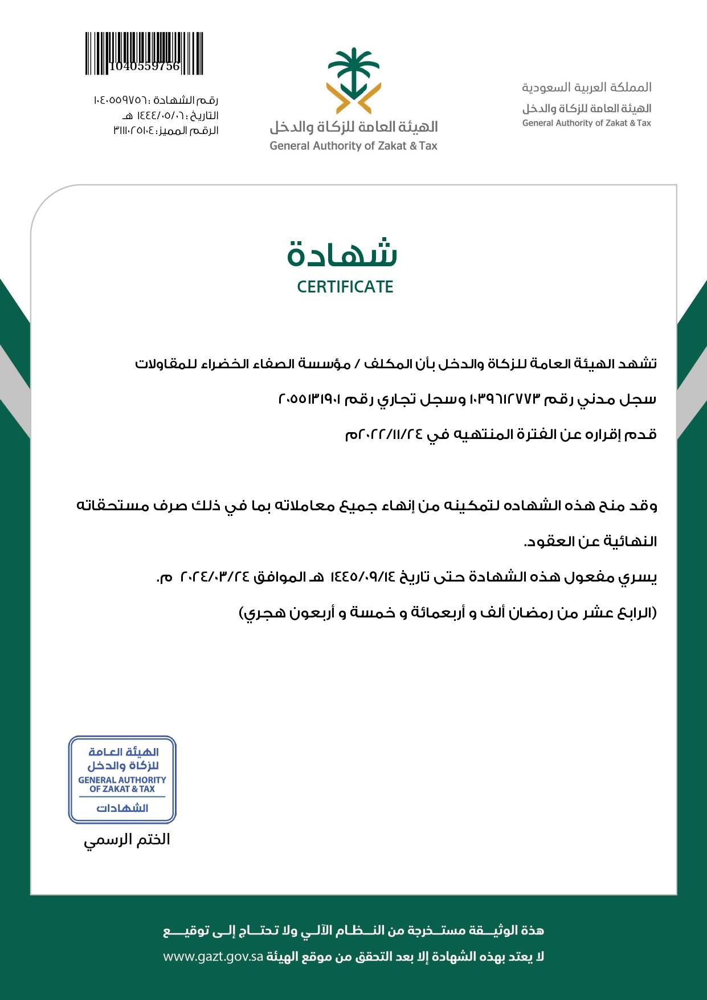 1040559756
رقم الشهادة : ١٠٤٠٥٥٩٧٥٦
التاريخ : ١٤٤٤/٠٥/٠٦ هـ
الرقم المميز: ٣١١١٠٢٥١٠٤
الهيئة العامة للزكاة والدخل
General Authority of Zakat & Tax
المملكة العربية السعودية
الهيئة العامة للزكاة والدخل
General Authority of Zakat & Tax
شهادة
CERTIFICATE
تشهد الهيئة العامة للزكاة والدخل بأن المكلف / مؤسسة الصفاء الخضراء للمقاولات
سجل مدني رقم ١٠٣٩٦١٢٧٧٣ وسجل تجاري رقم ٢٠٥٥١٣١٩٠١
قدم إقراره عن الفترة المنتهيه في ٢٠٢٢/١١/٢٤م
وقد منح هذه الشهاده لتمكينه من إنهاء جميع معاملاته بما في ذلك صرف مستحقاته
النهائية عن العقود.
يسري مفعول هذه الشهادة حتى تاريخ ١٤٤٥/٠٩/١٤ هـ الموافق ٢٠٢٤/٠٣/٢٤ م.
(الرابع عشر من رمضان ألف و أربعمائة و خمسة و أربعون هجري)
الهيئة العامة
للزكاة والدخل
GENERAL AUTHORITY
OF ZAKAT & TAX
الشهادات
الختم الرسمي
هذة الوثيـــقة مستـــخرجة من النـــظـام الآلـــي ولا تـحتـــاج إلـــى توقيـــــع
لا يعتد بهذه الشهادة إلا بعد التحقق من موقع الهيئة www.gazt.gov.sa